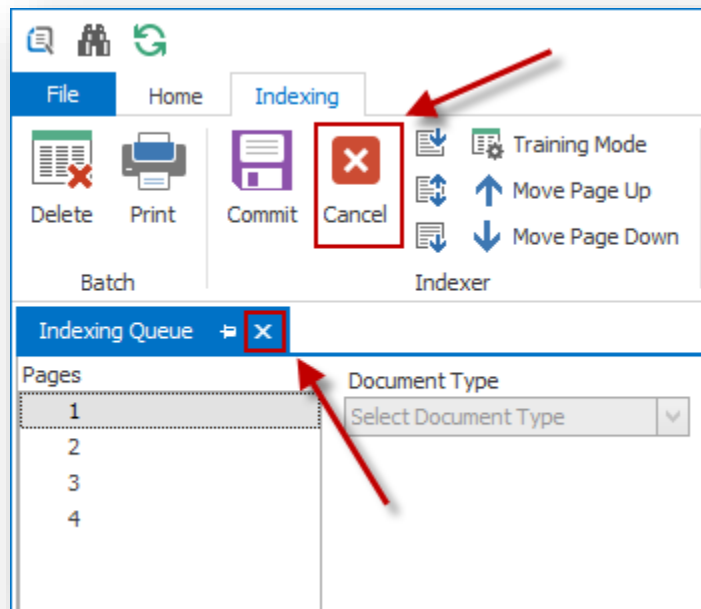 File Home Indexing
Training Mode
Move Page Up
Delete Print Commit Cancel
Move Page Down
Batch Indexer
Indexing Queue
Pages
Document Type
1
Select Document Type
2
3
4